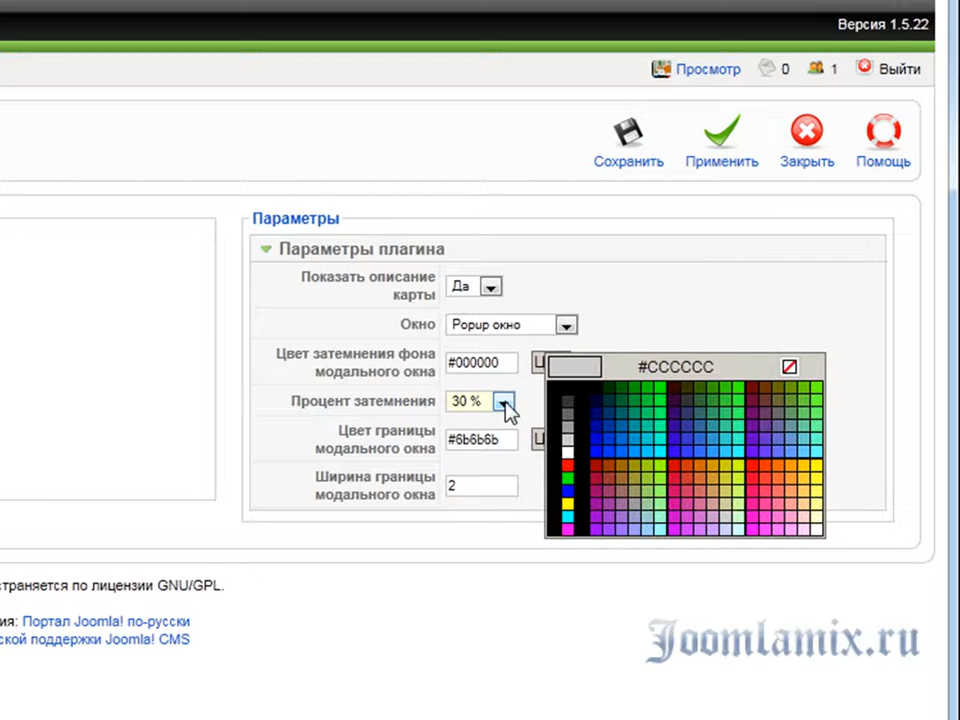 Версия 1.5.22
Просмотр 0 1 Выйти
Сохранить Применить Закрыть Помощь
Параметры
Параметры плагина
Показать описание карты Да
Окно Popup окно
Цвет затемнения фона модального окна #000000 Ц
#CCCCCC
Процент затемнения 30 %
Цвет границы модального окна #6b6b6b Ц
Ширина границы модального окна 2
страняется по лицензии GNU/GPL.
ия: Портал Joomla! по-русски
ской поддержки Joomla! CMS
Joomlamix.ru